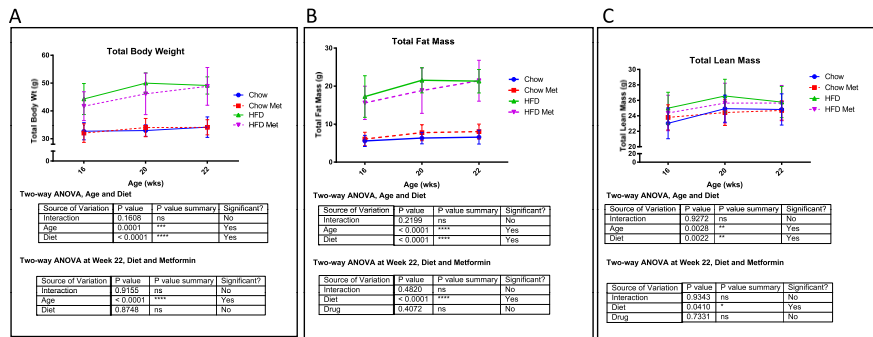 A
Total Body Weight
Total Body Wt (g)
60
50
40
30
20
0
16
20
22
Age (wks)
Chow
Chow Met
HFD
HFD Met
Two-way ANOVA, Age and Diet
Source of Variation P value P value summary Significant?
Interaction 0.1608 ns No
Age 0.0001 *** Yes
Diet < 0.0001 **** Yes
Two-way ANOVA at Week 22, Diet and Metformin
Source of Variation P value P value summary Significant?
Interaction 0.9155 ns No
Age < 0.0001 **** Yes
Diet 0.8748 ns No
B
Total Fat Mass
Total Fat Mass (g)
30
20
10
0
16
20
22
Age (wks)
Chow
Chow Met
HFD
HFD Met
Two-way ANOVA, Age and Diet
Source of Variation P value P value summary Significant?
Interaction 0.2199 ns No
Age < 0.0001 **** Yes
Diet < 0.0001 **** Yes
Two-way ANOVA at Week 22, Diet and Metformin
Source of Variation P value P value summary Significant?
Interaction 0.4820 ns No
Diet < 0.0001 **** Yes
Drug 0.4072 ns No
C
Total Lean Mass
Total Lean Mass (g)
30
28
26
24
22
20
20
0
16
20
22
Age (wks)
Chow
Chow Met
HFD
HFD Met
Two-way ANOVA, Age and Diet
Source of Variation P value P value summary Significant?
Interaction 0.9272 ns No
Age 0.0028 ** Yes
Diet 0.0022 ** Yes
Two-way ANOVA at Week 22, Diet and Metformin
Source of Variation P value P value summary Significant?
Interaction 0.9343 ns No
Diet 0.0410 * Yes
Drug 0.7331 ns No